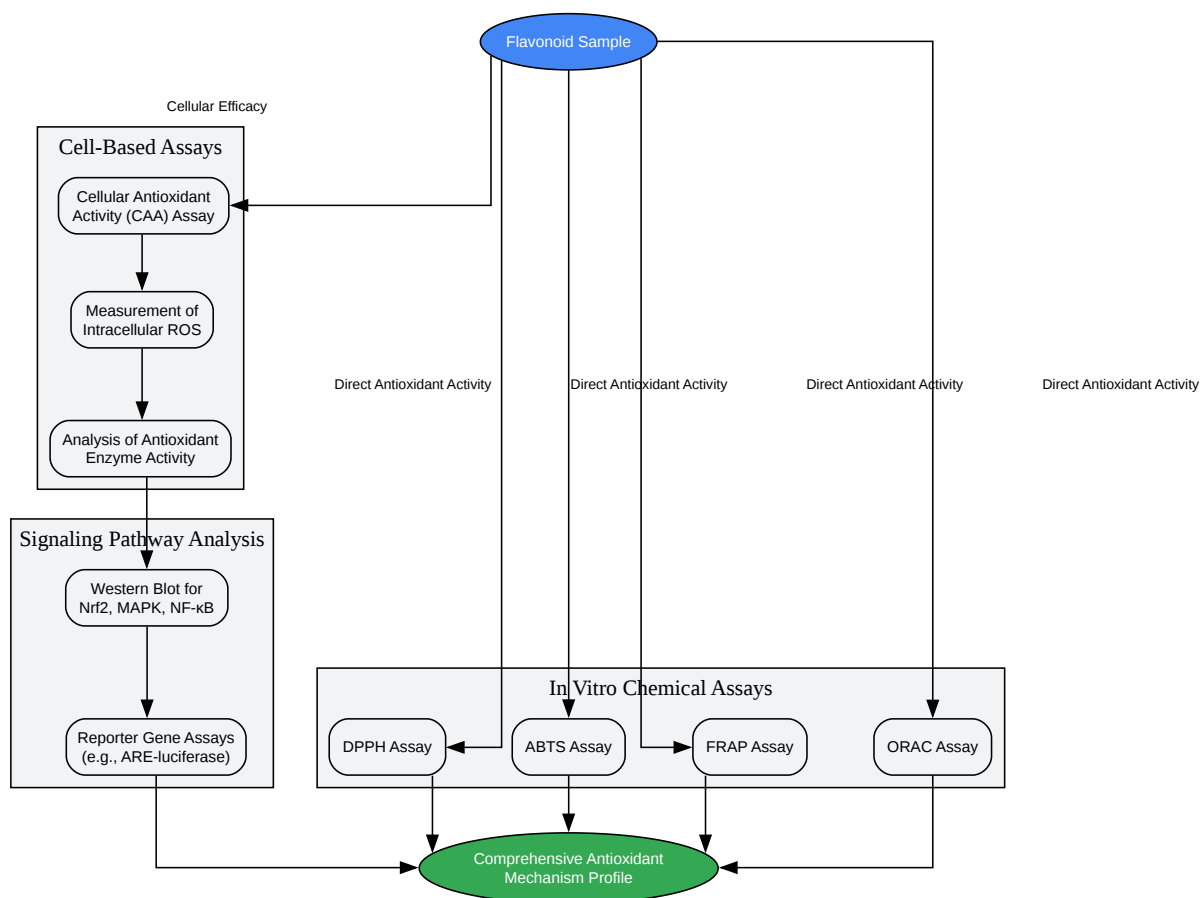 Flavonoid Sample
Cellular Efficacy
Cell-Based Assays
Cellular Antioxidant
Activity (CAA) Assay
Measurement of
Intracellular ROS
Analysis of Antioxidant
Enzyme Activity
Direct Antioxidant Activity
Direct Antioxidant Activity
Direct Antioxidant Activity
Direct Antioxidant Activity
Signaling Pathway Analysis
Western Blot for
Nrf2, MAPK, NF-κB
Reporter Gene Assays
(e.g., ARE-luciferase)
In Vitro Chemical Assays
DPPH Assay
ABTS Assay
FRAP Assay
ORAC Assay
Comprehensive Antioxidant
Mechanism Profile